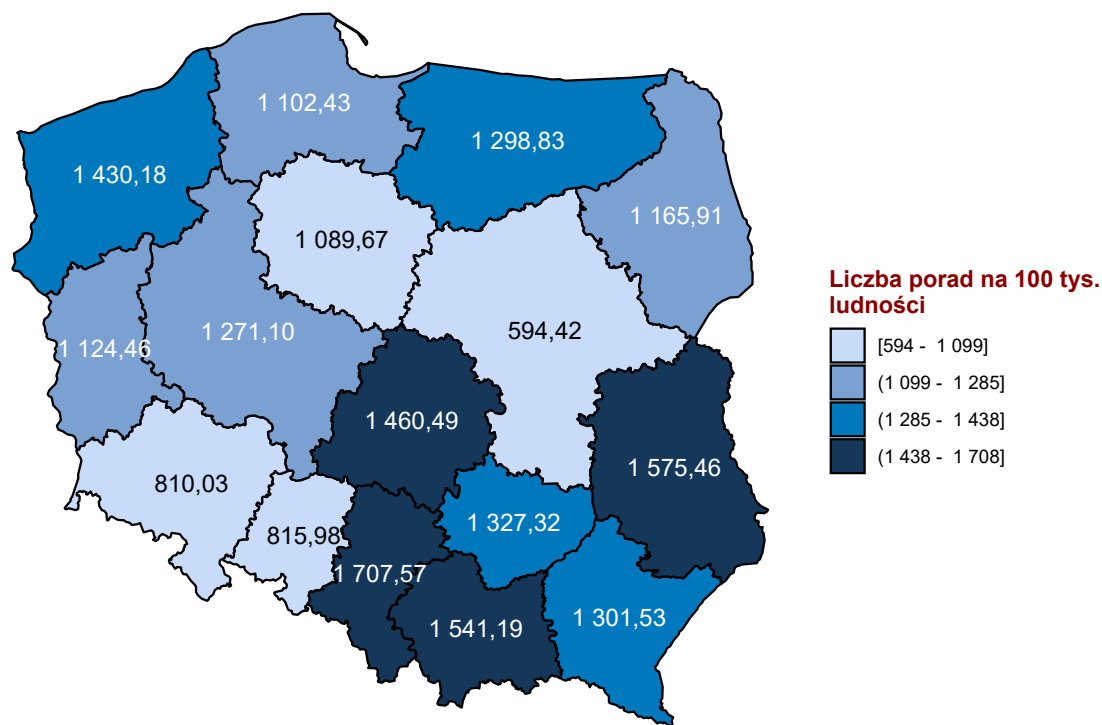 1 102,43
1 298,83
1 430,18
1 165,91
1 089,67
594,42
1 271,10
1 124,46
1 460,49
1 575,46
810,03
815,98
1 327,32
1 707,57
1 301,53
1 541,19
Liczba porad na 100 tys.
ludności
[594 - 1 099]
(1 099 - 1 285]
(1 285 - 1 438]
(1 438 - 1 708]